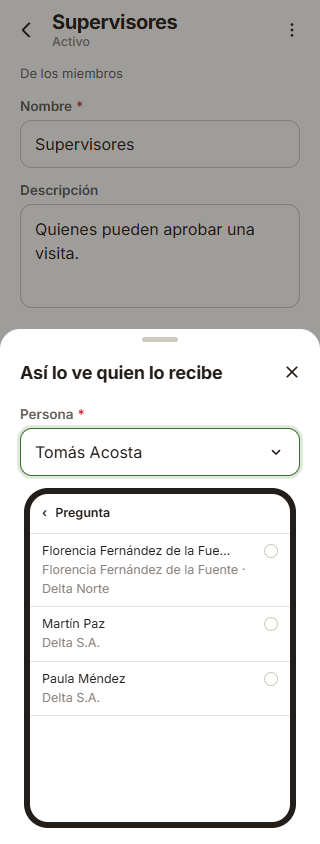 Supervisores
Activo
De los miembros
Nombre *
Supervisores
Descripción
Quienes pueden aprobar una
visita.
Así lo ve quien lo recibe
Persona *
Tomás Acosta
Pregunta
Florencia Fernández de la Fue...
Florencia Fernández de la Fuente ·
Delta Norte
Martín Paz
Delta S.A.
Paula Méndez
Delta S.A.